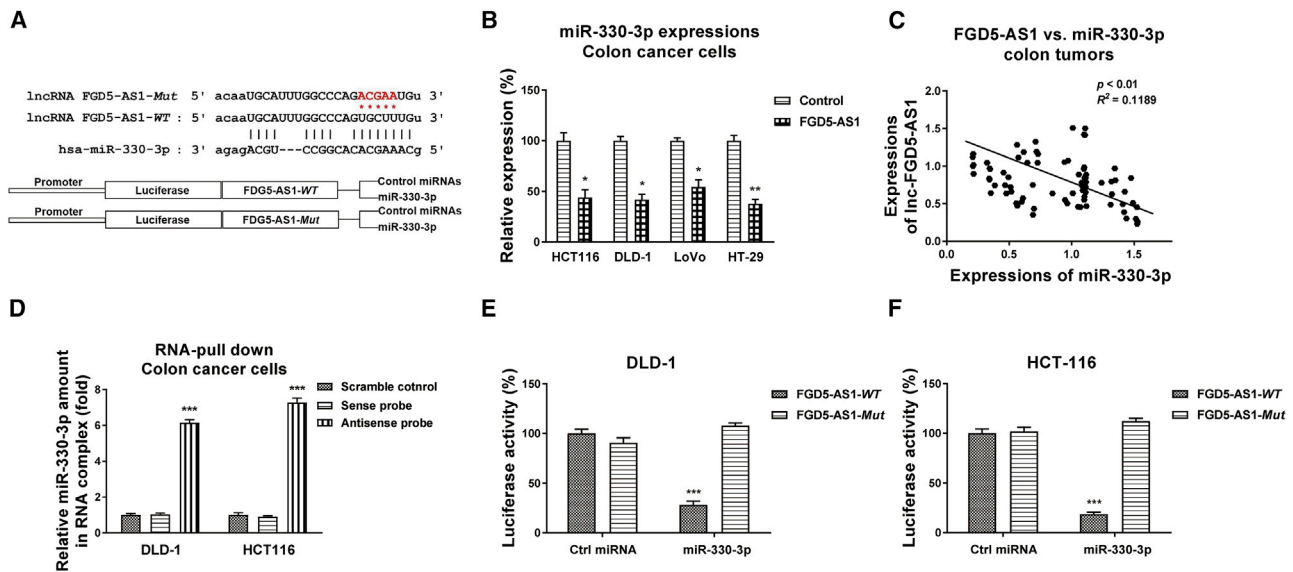 A
lncRNA FGD5-AS1-Mut 5' acaaUGCAUUUGGCCCAGACGAAUGu 3'
*****
lncRNA FGD5-AS1-WT : 5' acaaUGCAUUUGGCCCAGUGCUUUGu 3'
hsa-miR-330-3p : 3' agagACGU---CCGGCACACGAAACg 5'
Promoter
Luciferase
FDG5-AS1-WT
Control miRNAs
miR-330-3p
Promoter
Luciferase
FDG5-AS1-Mut
Control miRNAs
miR-330-3p
B
miR-330-3p expressions
Colon cancer cells
Relative expression (%)
150
100
50
0
* * * **
HCT116 DLD-1 LoVo HT-29
Control
FGD5-AS1
C
FGD5-AS1 vs. miR-330-3p
colon tumors
p < 0.01
R² = 0.1189
Expressions
of lnc-FGD5-AS1
2.0
1.5
1.0
0.5
0.0
0.0 0.5 1.0 1.5
Expressions of miR-330-3p
D
RNA-pull down
Colon cancer cells
Relative miR-330-3p amount
in RNA complex (fold)
8
6
4
2
0
*** ***
DLD-1 HCT116
Scramble cotnrol
Sense probe
Antisense probe
E
DLD-1
Luciferase activity (%)
150
100
50
0
***
Ctrl miRNA miR-330-3p
FGD5-AS1-WT
FGD5-AS1-Mut
F
HCT-116
Luciferase activity (%)
150
100
50
0
***
Ctrl miRNA miR-330-3p
FGD5-AS1-WT
FGD5-AS1-Mut